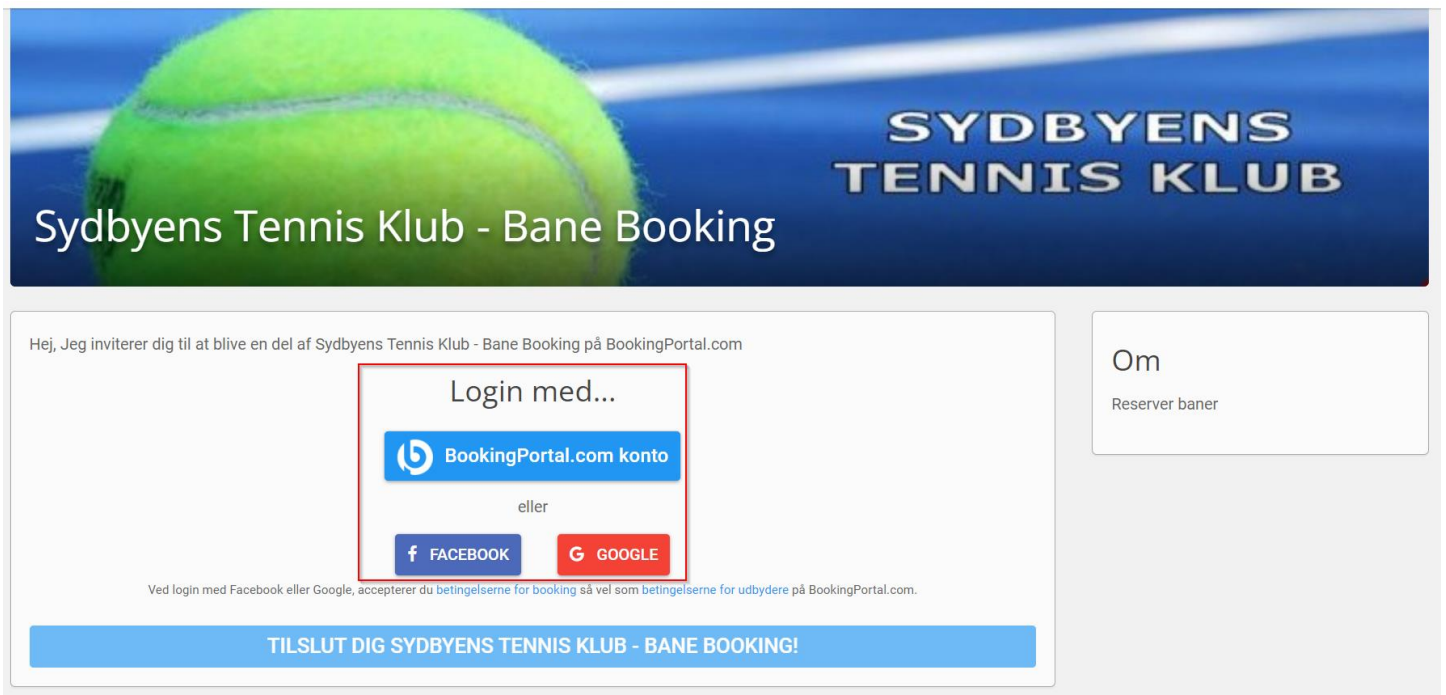 SYDBYENS
TENNIS KLUB
Sydbyens Tennis Klub - Bane Booking
Hej, Jeg inviterer dig til at blive en del af Sydbyens Tennis Klub - Bane Booking på BookingPortal.com
Login med...
BookingPortal.com konto
eller
f FACEBOOK
G GOOGLE
Ved login med Facebook eller Google, accepterer du betingelserne for booking så vel som betingelserne for udbydere på BookingPortal.com.
TILSLUT DIG SYDBYENS TENNIS KLUB - BANE BOOKING!
Om
Reserver baner